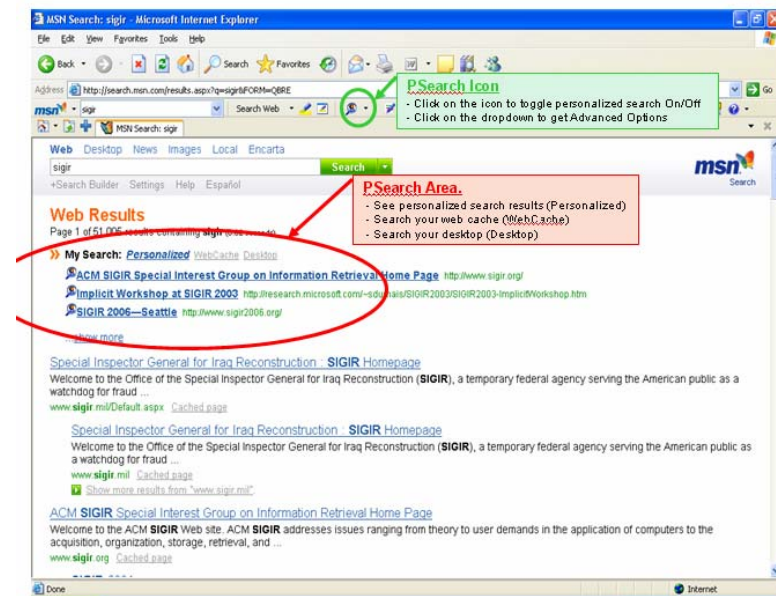 MSN Search: sigir - Microsoft Internet Explorer
File Edit View Favorites Tools Help
Back Search Favorites
Address http://search.msn.com/results.aspx?q=sigir&FORM=QBRE Go
msn sigir Search Web
MSN Search: sigir
PSearch Icon
- Click on the icon to toggle personalized search On/Off
- Click on the dropdown to get Advanced Options
Web Desktop News Images Local Encarta
sigir Search
+Search Builder Settings Help Español
msn
Search
PSearch Area.
- See personalized search results (Personalized)
- Search your web cache (WebCache)
- Search your desktop (Desktop)
Web Results
Page 1 of 51,005 results containing sigir
My Search: Personalized WebCache Desktop
ACM SIGIR Special Interest Group on Information Retrieval Home Page http://www.sigir.org/
Implicit Workshop at SIGIR 2003 http://research.microsoft.com/~sdumais/SIGIR2003/SIGIR2003-ImplicitWorkshop.htm
SIGIR 2006—Seattle http://www.sigir2006.org/
...show more
Special Inspector General for Iraq Reconstruction : SIGIR Homepage
Welcome to the Office of the Special Inspector General for Iraq Reconstruction (SIGIR), a temporary federal agency serving the American public as a
watchdog for fraud ...
www.sigir.mil/Default.aspx Cached page
Special Inspector General for Iraq Reconstruction : SIGIR Homepage
Welcome to the Office of the Special Inspector General for Iraq Reconstruction (SIGIR), a temporary federal agency serving the American public as
a watchdog for fraud ...
www.sigir.mil Cached page
Show more results from "www.sigir.mil".
ACM SIGIR Special Interest Group on Information Retrieval Home Page
Welcome to the ACM SIGIR Web site. ACM SIGIR addresses issues ranging from theory to user demands in the application of computers to the
acquisition, organization, storage, retrieval, and ...
www.sigir.org Cached page
Done Internet